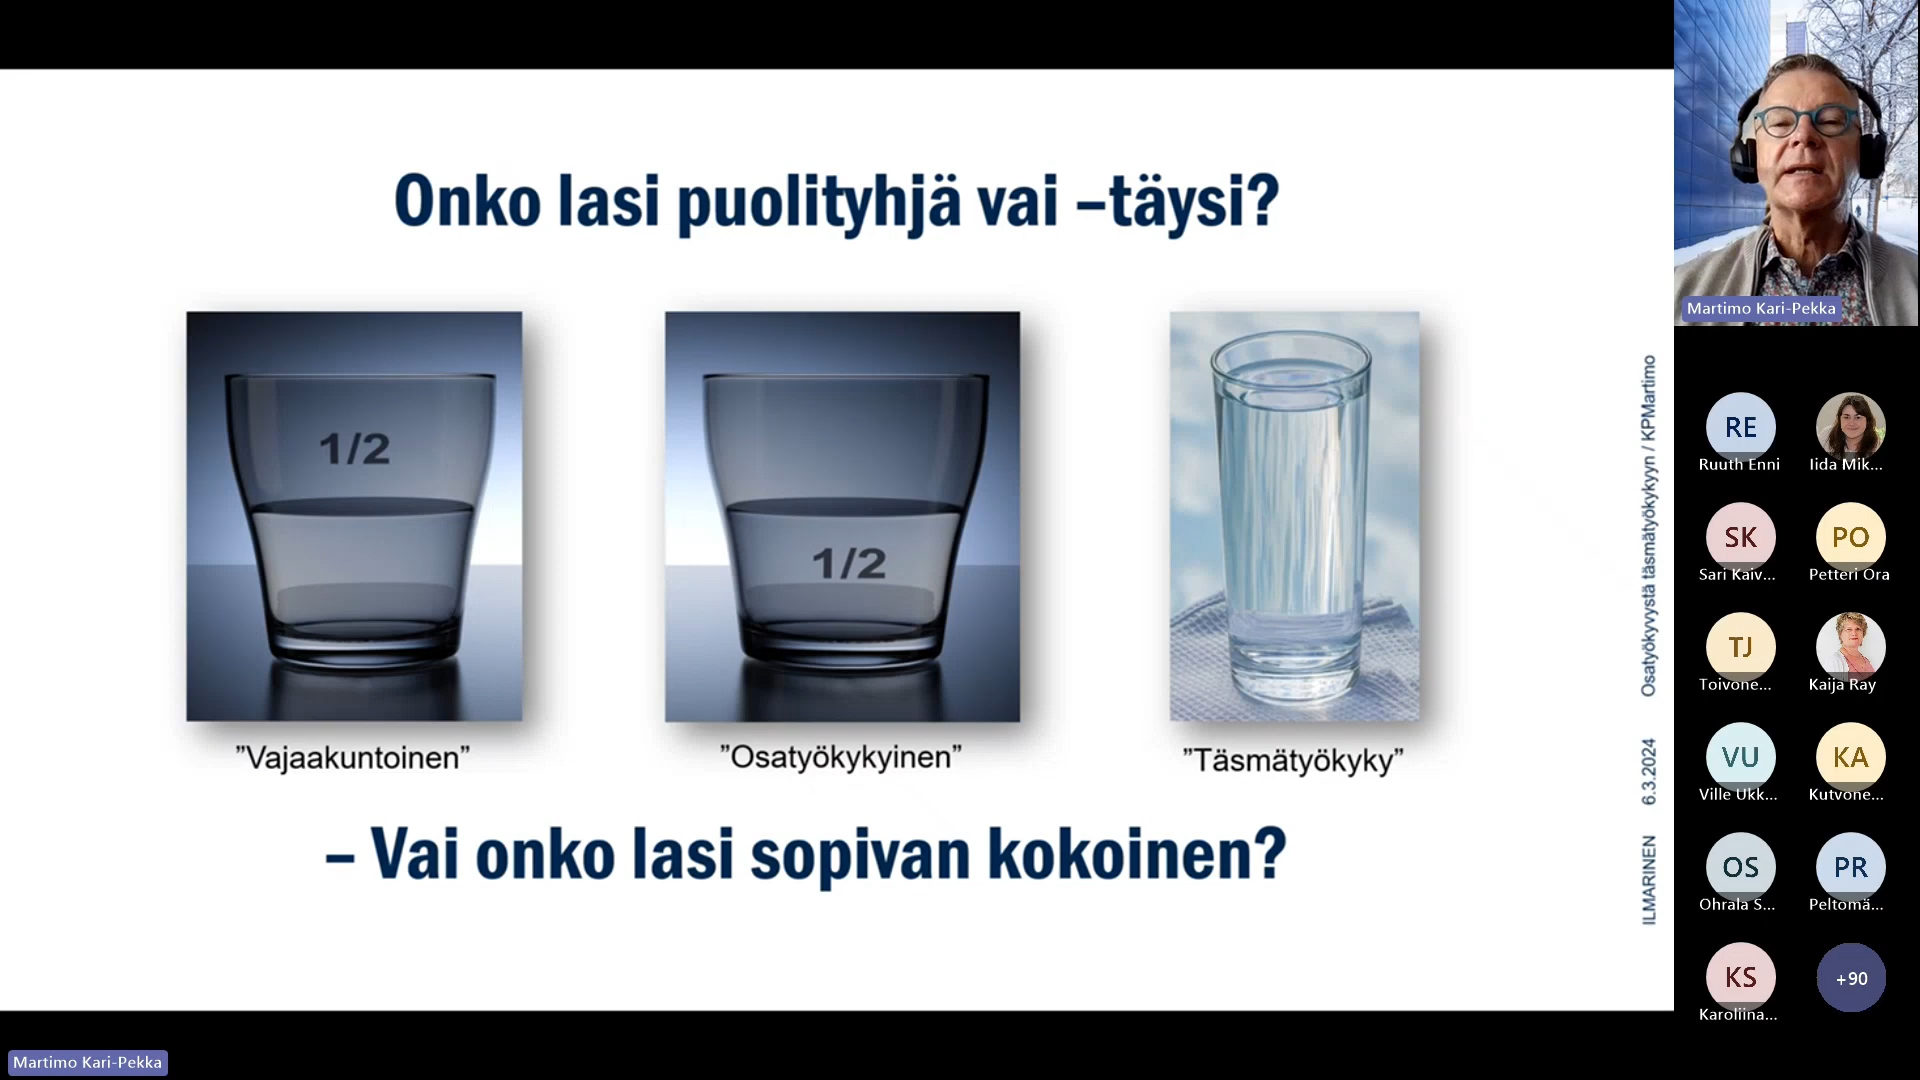 Onko lasi puolityhjä vai –täysi?
1/2
1/2
”Vajaakuntoinen”
”Osatyökykyinen”
”Täsmätyökyky”
– Vai onko lasi sopivan kokoinen?
ILMARINEN 6.3.2024 Osatyökyvystä täsmätyökykyyn / KPMartimo
Martimo Kari-Pekka
RE
Ruuth Enni
Iida Mik...
SK
Sari Kaiv...
PO
Petteri Ora
TJ
Toivone...
Kaija Ray
VU
Ville Ukk...
KA
Kutvone...
OS
Ohrala S...
PR
Peltomä...
KS
Karoliina...
+90
Martimo Kari-Pekka